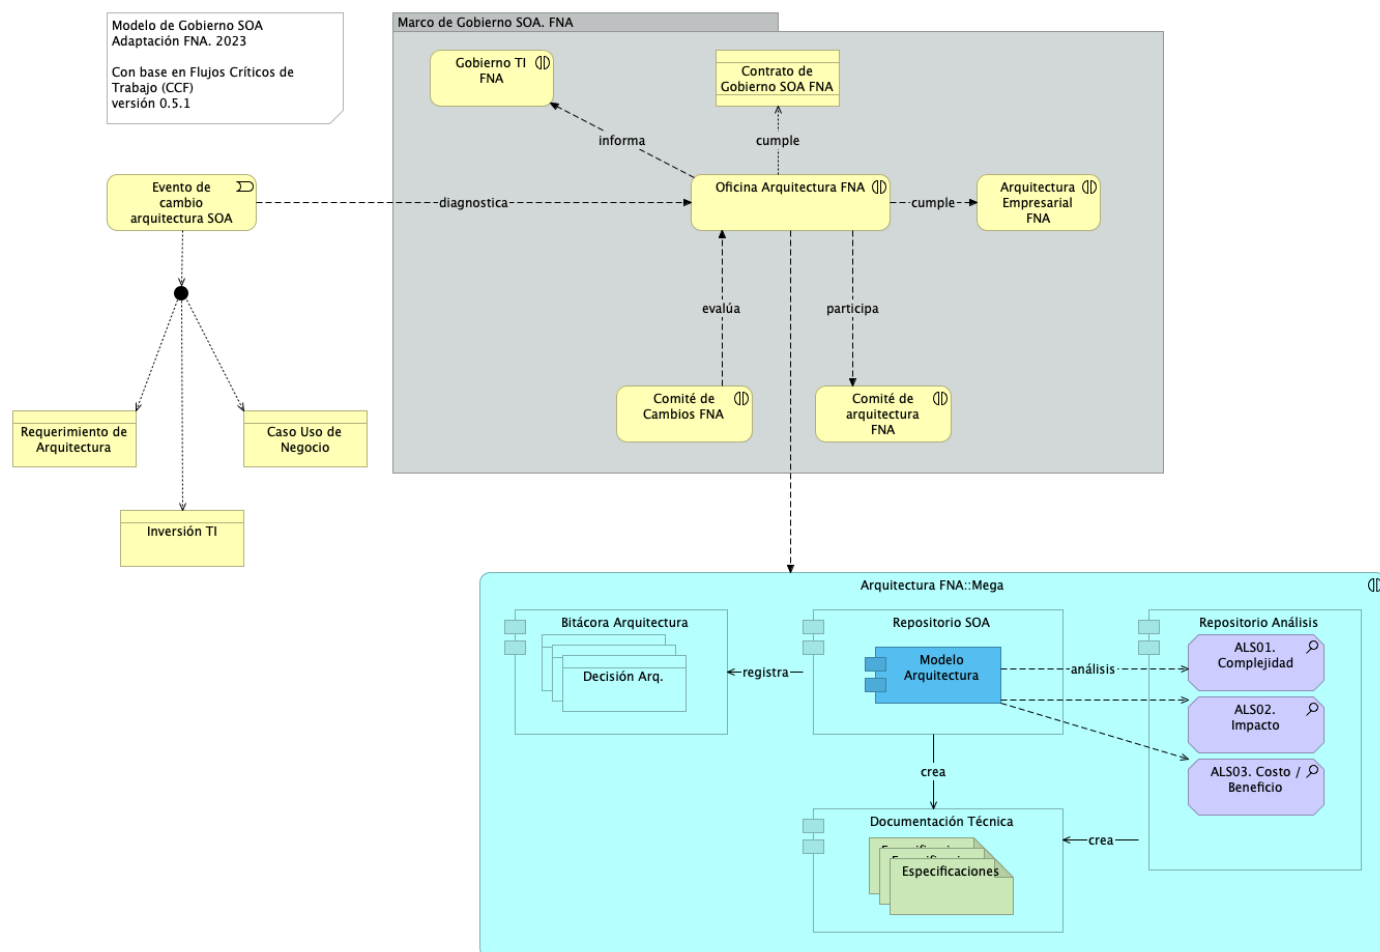 Modelo de Gobierno SOA
Adaptación FNA. 2023
Con base en Flujos Críticos de
Trabajo (CCF)
versión 0.5.1
Marco de Gobierno SOA. FNA
Gobierno TI
FNA
Contrato de
Gobierno SOA FNA
informa
cumple
Evento de
cambio
arquitectura SOA
diagnostica
Oficina Arquitectura FNA
cumple
Arquitectura
Empresarial
FNA
evalúa
participa
Comité de
Cambios FNA
Comité de
arquitectura
FNA
Requerimiento de
Arquitectura
Caso Uso de
Negocio
Inversión TI
Arquitectura FNA::Mega
Bitácora Arquitectura
Decisión Arq.
registra
Repositorio SOA
Modelo
Arquitectura
análisis
Repositorio Análisis
ALS01.
Complejidad
ALS02.
Impacto
ALS03. Costo /
Beneficio
crea
Documentación Técnica
Especificaciones
crea